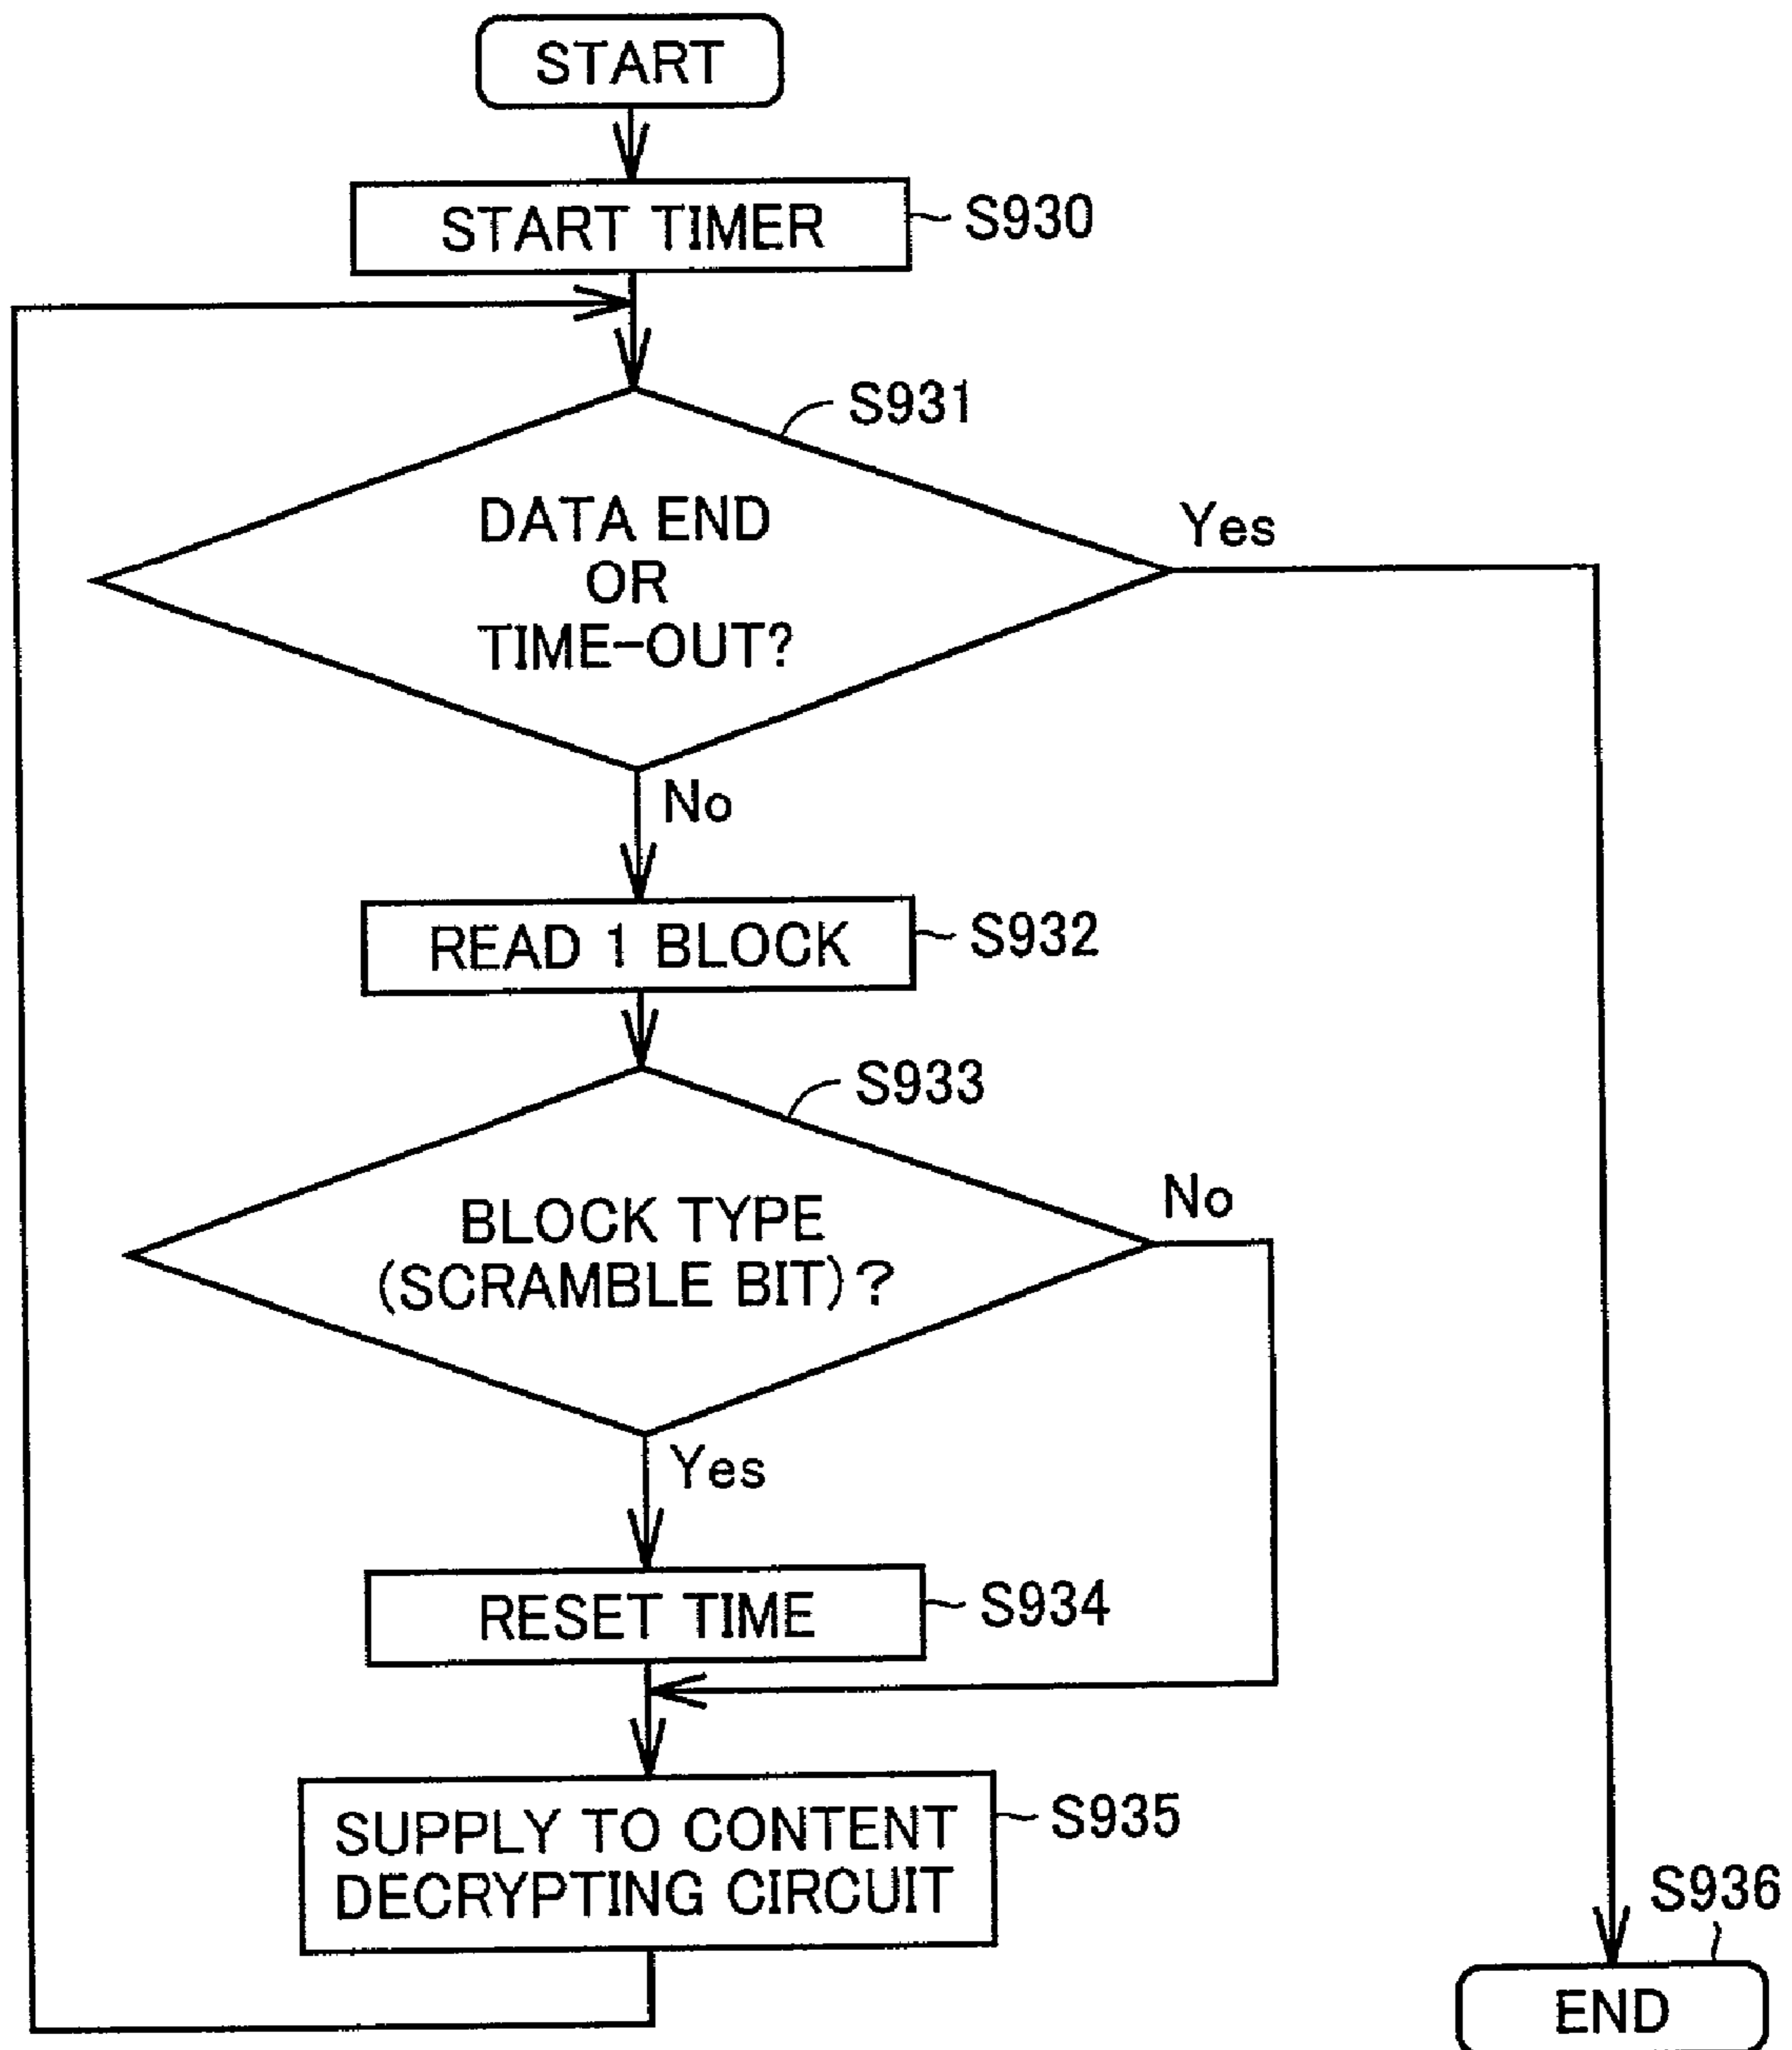 START
START TIMER
S930
S931
DATA END
OR
TIME-OUT?
Yes
No
READ 1 BLOCK
S932
S933
BLOCK TYPE
(SCRAMBLE BIT)?
No
Yes
RESET TIME
S934
SUPPLY TO CONTENT
DECRYPTING CIRCUIT
S935
S936
END